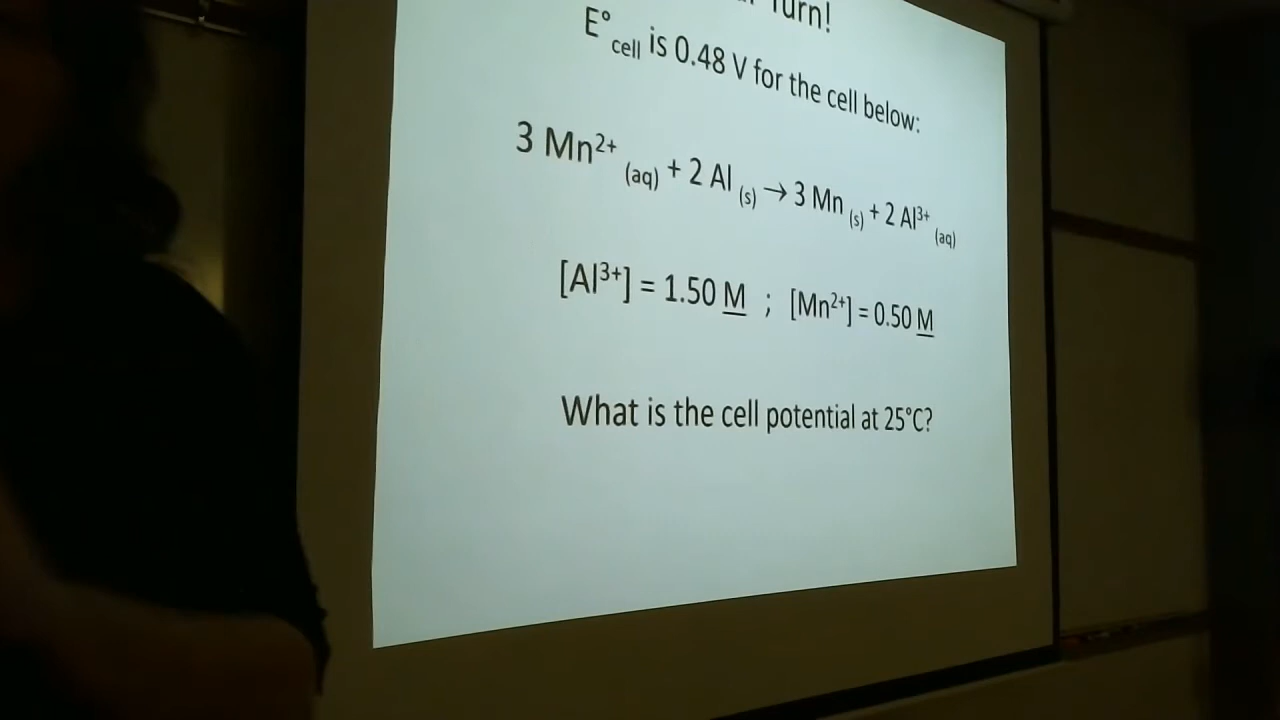 Turn!
E°cell is 0.48 V for the cell below:
3 Mn²⁺ (aq) + 2 Al (s) → 3 Mn (s) + 2 Al³⁺ (aq)
[Al³⁺] = 1.50 M ; [Mn²⁺] = 0.50 M
What is the cell potential at 25°C?